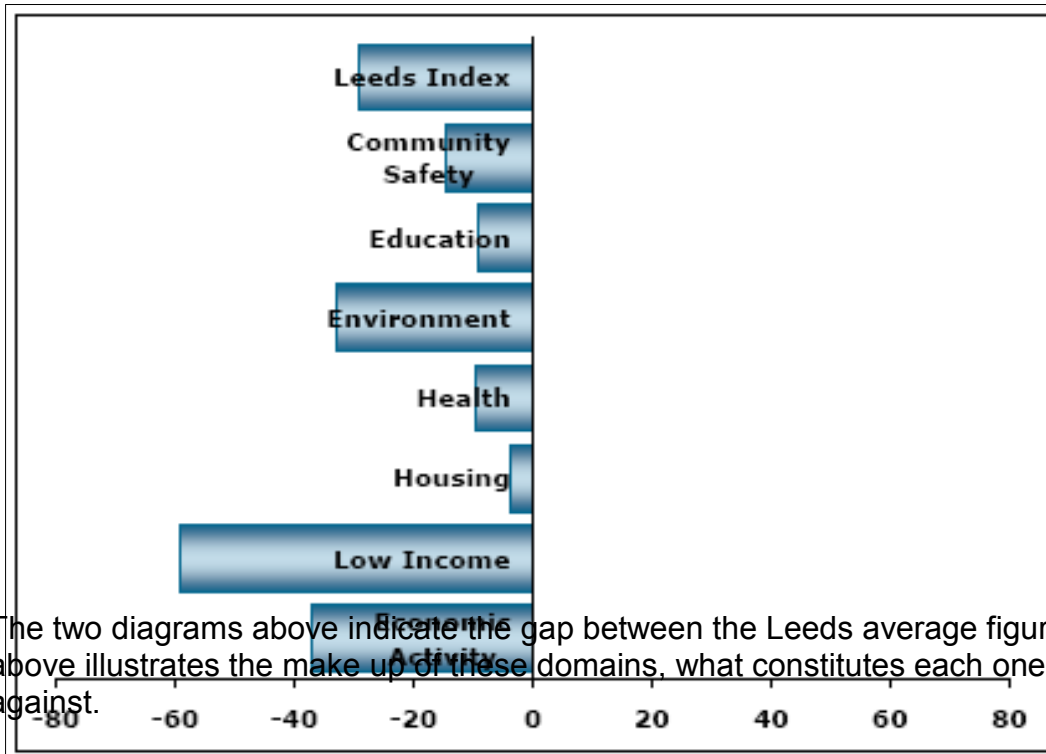 Leeds Index
Community
Safety
Education
Environment
Health
Housing
Low Income
Economic
Activity
The two diagrams above indicate the gap between the Leeds average figur
above illustrates the make up of these domains, what constitutes each one
against.
-80 -60 -40 -20 0 20 40 60 80